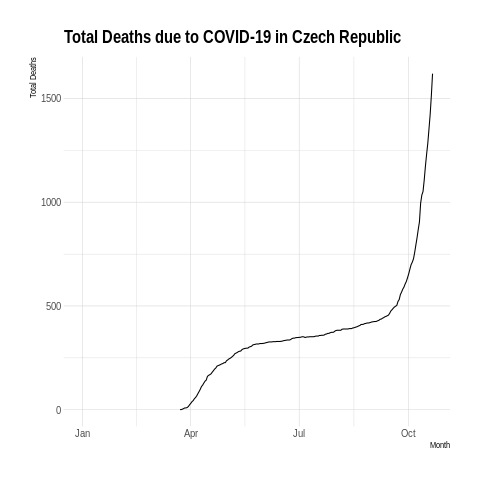 Total Deaths due to COVID-19 in Czech Republic
Total Deaths
1500
1000
500
0
Jan
Apr
Jul
Oct
Month